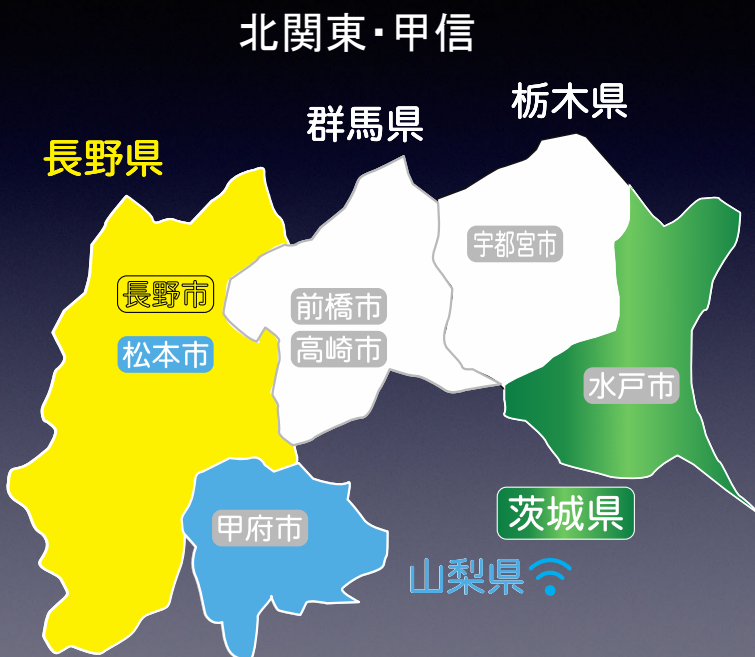 北関東・甲信
栃木県
群馬県
長野県
宇都宮市
長野市
前橋市
松本市
高崎市
水戸市
茨城県
甲府市
山梨県